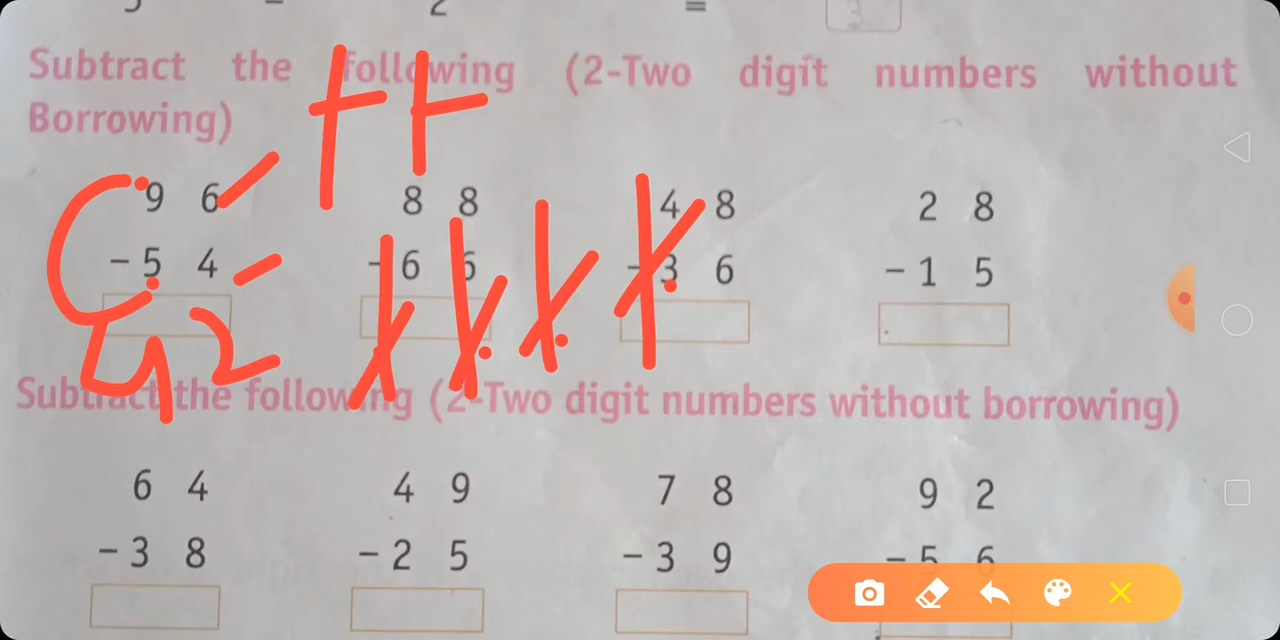 Subtract the following (2-Two digit numbers without
Borrowing)
9 6 8 8 4 8 2 8
- 5 4 - 6 6 - 3 6 - 1 5
42
Subtract the following (2-Two digit numbers without borrowing)
6 4 4 9 7 8 9 2
- 3 8 - 2 5 - 3 9 - 5 6